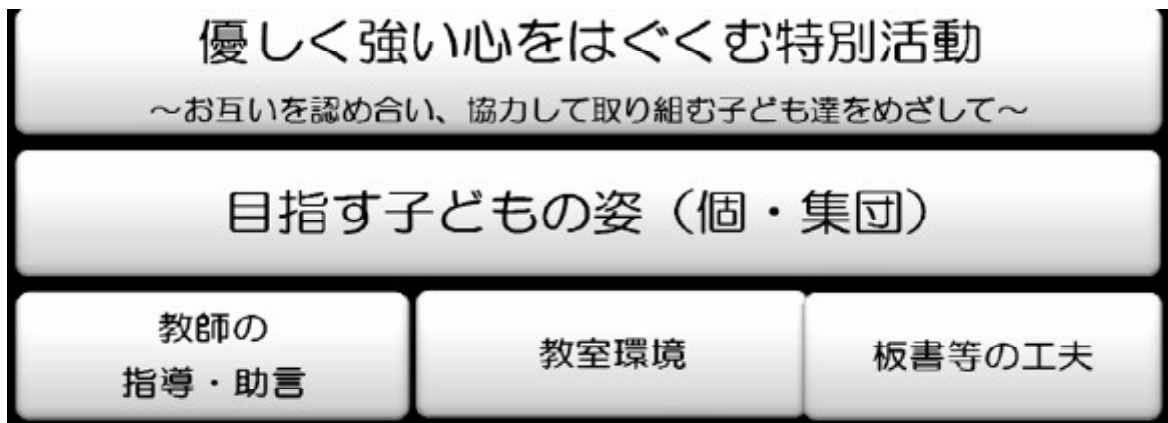 優しく強い心をはぐくむ特別活動
～お互いを認め合い、協力して取り組む子ども達をめざして～
目指す子どもの姿（個・集団）
教師の
指導・助言
教室環境
板書等の工夫